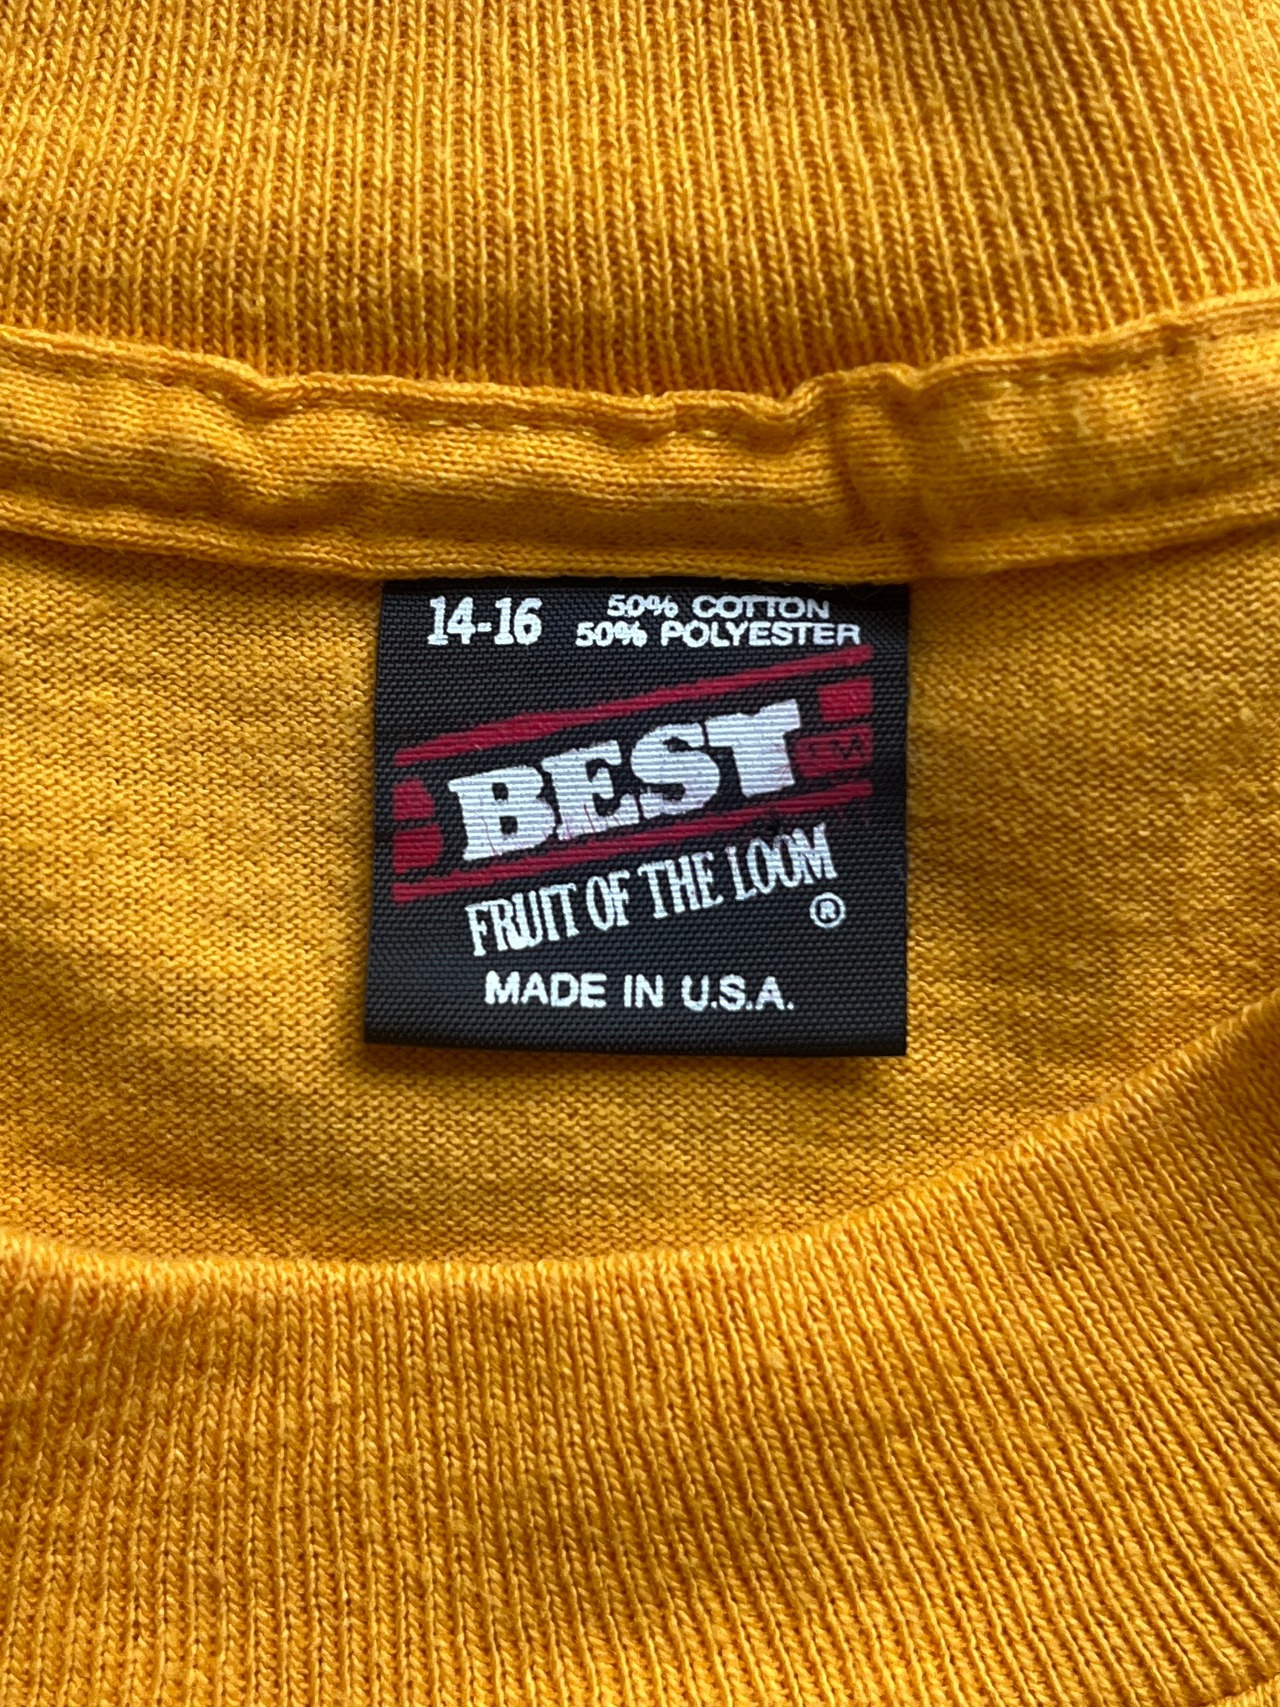 14-16
50% COTTON
50% POLYESTER
BEST
FRUIT OF THE LOOM
®
MADE IN U.S.A.